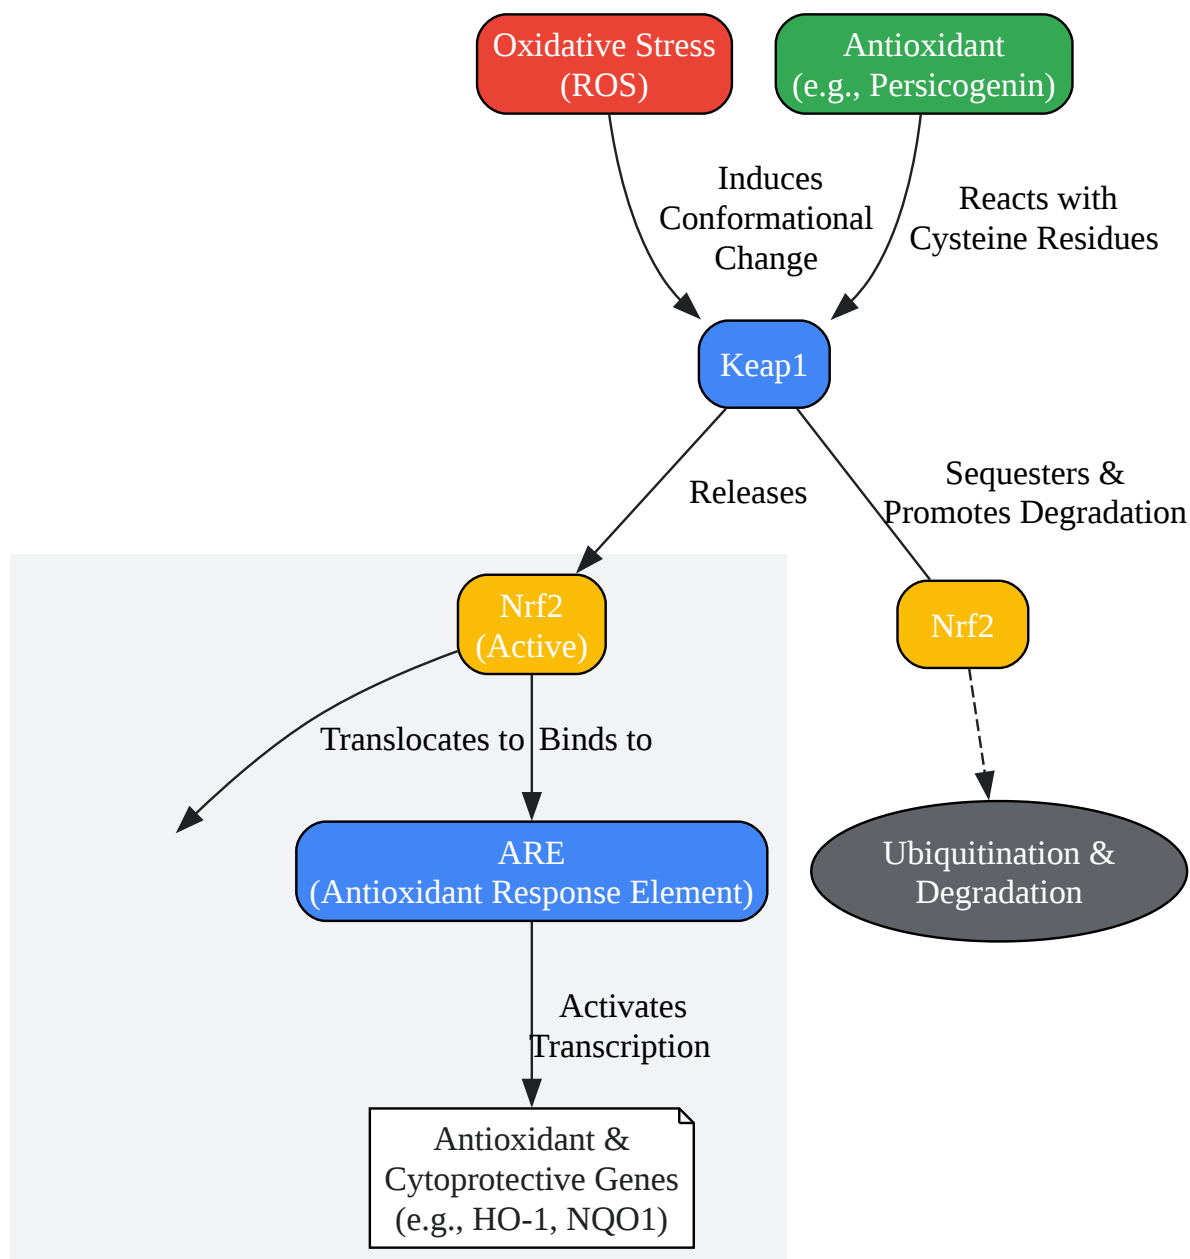 Oxidative Stress
(ROS)
Antioxidant
(e.g., Persicogenin)
Induces
Conformational
Change
Reacts with
Cysteine Residues
Keap1
Releases
Sequesters &
Promotes Degradation
Nrf2
(Active)
Nrf2
Translocates to
Binds to
ARE
(Antioxidant Response Element)
Ubiquitination &
Degradation
Activates
Transcription
Antioxidant &
Cytoprotective Genes
(e.g., HO-1, NQO1)